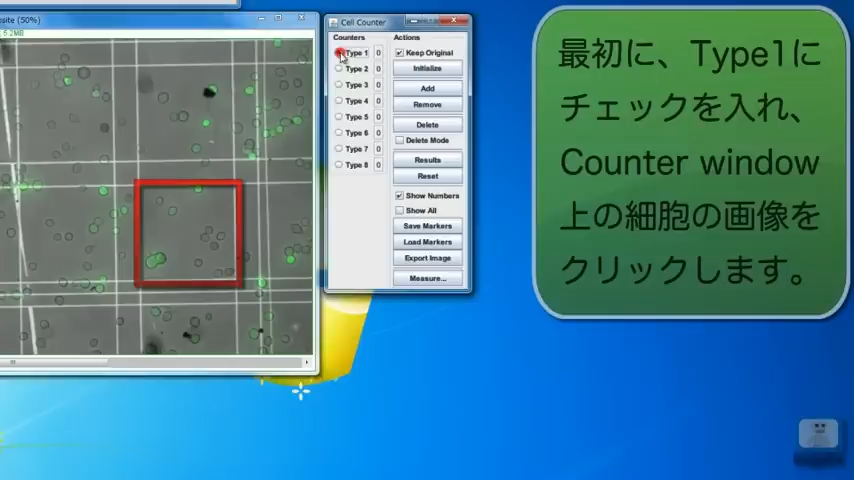 osite (50%)
5.2MB
Cell Counter
Counters
Actions
Type 1 0
Keep Original
Type 2 0
Initialize
Type 3 0
Add
Type 4 0
Remove
Type 5 0
Delete
Type 6 0
Delete Mode
Type 7 0
Results
Type 8 0
Reset
Show Numbers
Show All
Save Markers
Load Markers
Export Image
Measure...
最初に、Type1に
チェックを入れ、
Counter window
上の細胞の画像を
クリックします。